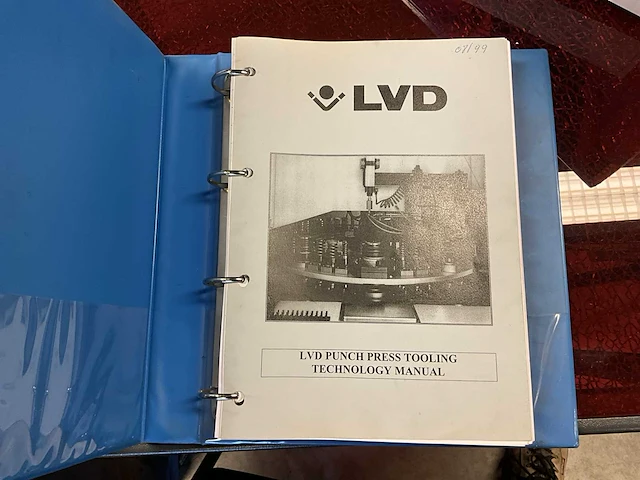 07/99
LVD
LVD PUNCH PRESS TOOLING
TECHNOLOGY MANUAL